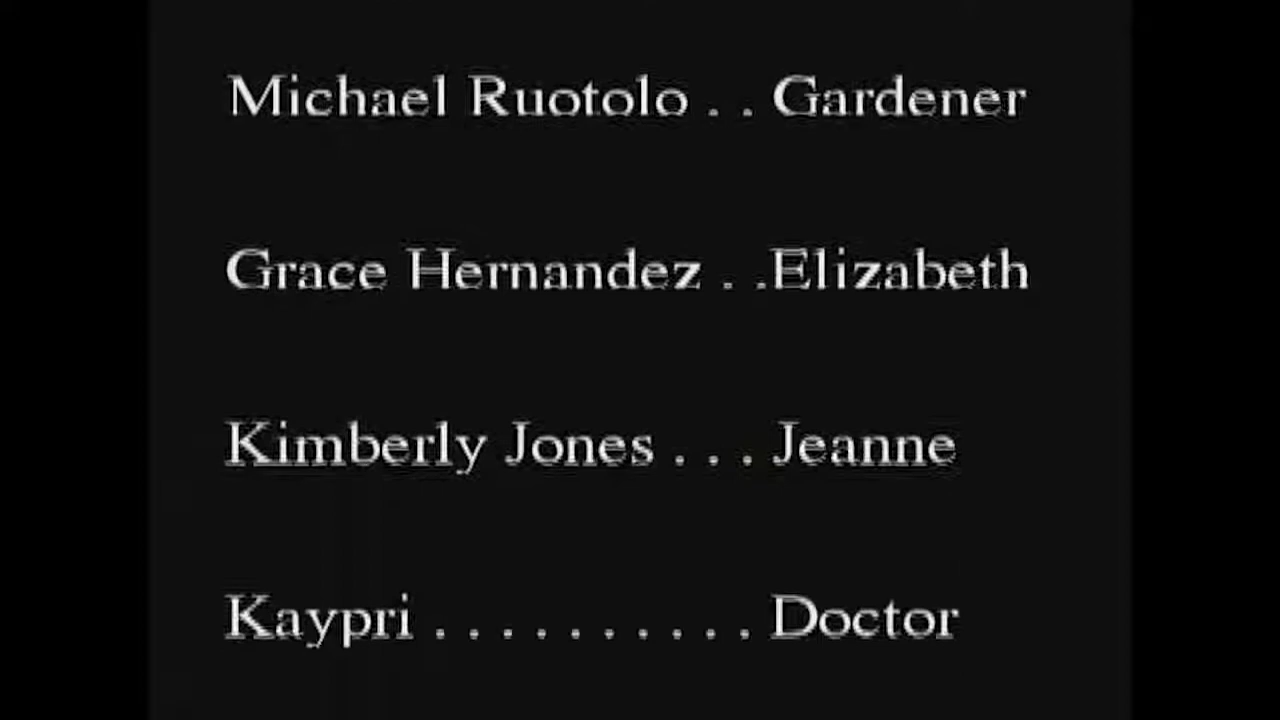 Michael Ruotolo . . Gardener
Grace Hernandez . .Elizabeth
Kimberly Jones . . . Jeanne
Kaypri . . . . . . . . . . Doctor